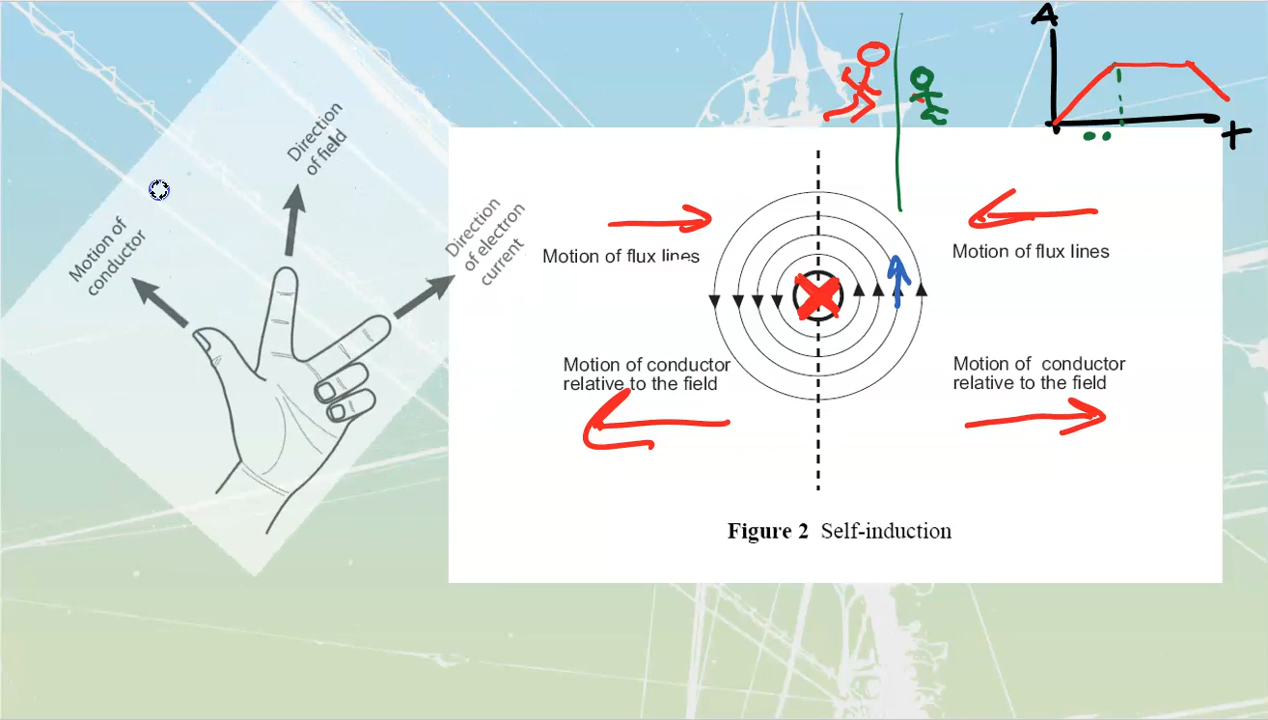 Direction
of field
Motion of
conductor
Direction
of electron
current
A
t
Motion of flux lines
Motion of flux lines
Motion of conductor
relative to the field
Motion of conductor
relative to the field
Figure 2 Self-induction